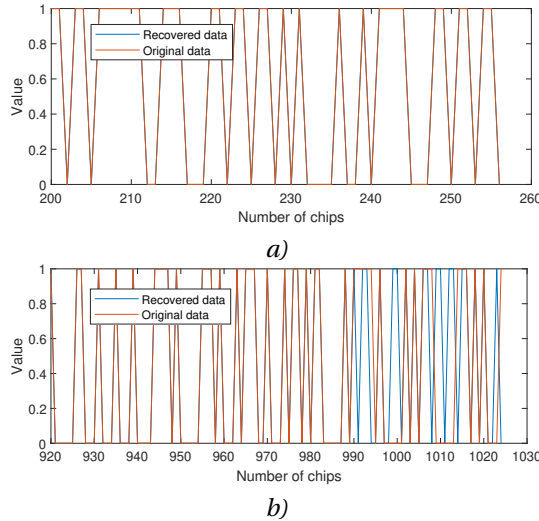 1
0.8
0.6
0.4
0.2
0
Value
Recovered data
Original data
200 210 220 230 240 250 260
Number of chips
a)
1
0.8
0.6
0.4
0.2
0
Value
Recovered data
Original data
920 930 940 950 960 970 980 990 1000 1010 1020 1030
Number of chips
b)